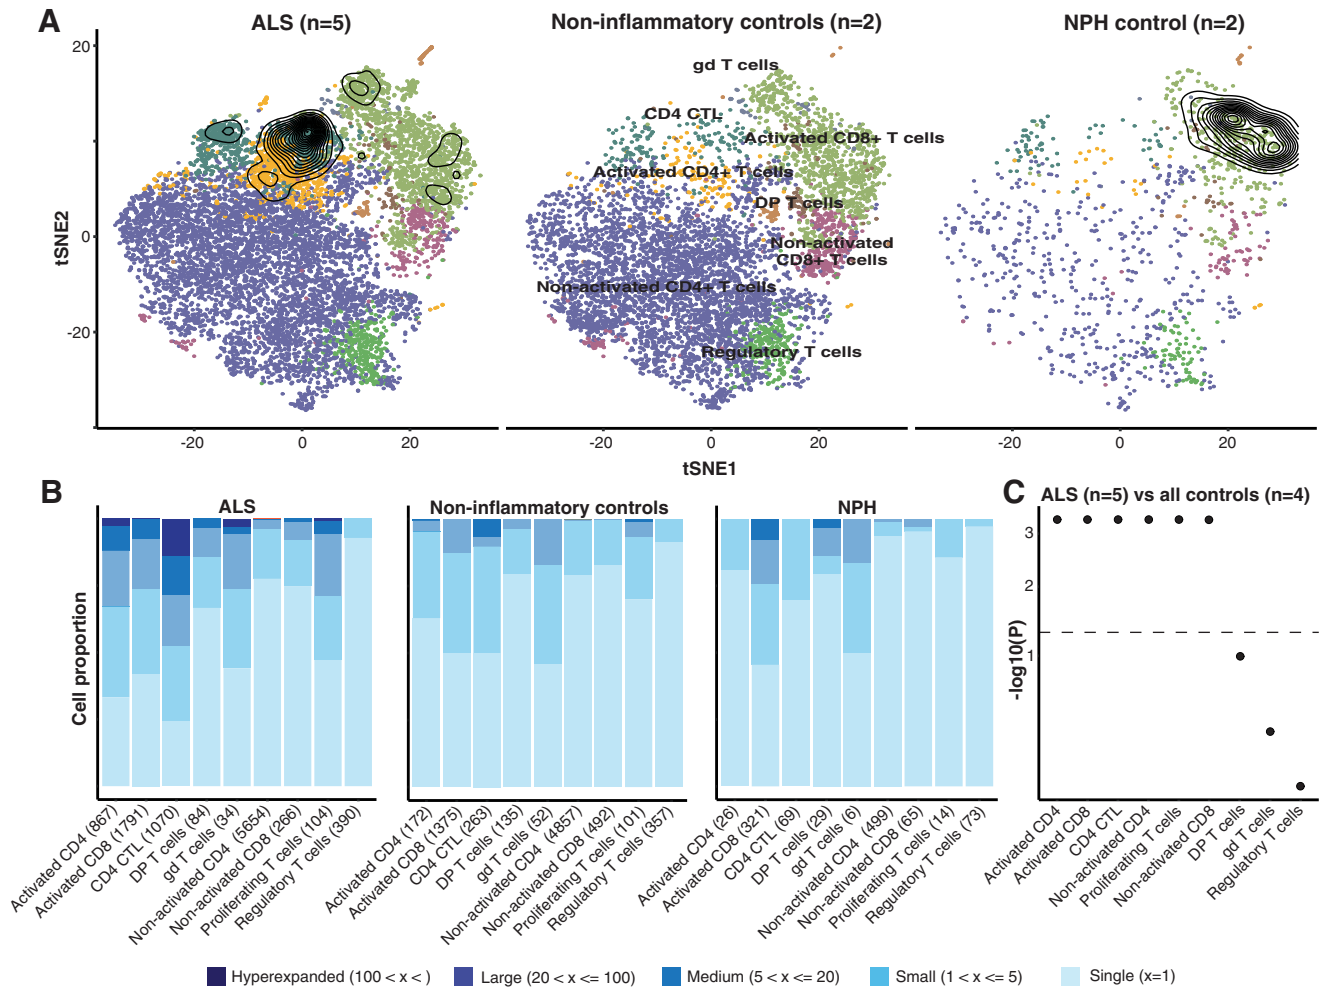 A
ALS (n=5)
Non-inflammatory controls (n=2)
NPH control (n=2)
tSNE2
20
0
-20
gd T cells
CD4 CTL
Activated CD8+ T cells
Activated CD4+ T cells
DP T cells
Non-activated
CD8+ T cells
Non-activated CD4+ T cells
Regulatory T cells
-20
0
20
-20
0
20
-20
0
20
tSNE1
B
ALS
Non-inflammatory controls
NPH
Cell proportion
Activated CD4 (867)
Activated CD8 (1791)
CD4 CTL (1070)
DP T cells (84)
gd T cells (34)
Non-activated CD4 (5654)
Non-activated CD8 (266)
Proliferating T cells (104)
Regulatory T cells (390)
Activated CD4 (172)
Activated CD8 (1375)
CD4 CTL (263)
DP T cells (135)
gd T cells (52)
Non-activated CD4 (4857)
Non-activated CD8 (492)
Proliferating T cells (101)
Regulatory T cells (357)
Activated CD4 (26)
Activated CD8 (321)
CD4 CTL (69)
DP T cells (29)
gd T cells (6)
Non-activated CD4 (499)
Non-activated CD8 (65)
Proliferating T cells (14)
Regulatory T cells (73)
C
ALS (n=5) vs all controls (n=4)
-log10(P)
3
2
1
Activated CD4
Activated CD8
CD4 CTL
Non-activated CD4
Proliferating T cells
Non-activated CD8
DP T cells
gd T cells
Regulatory T cells
Hyperexpanded (100 < x < )
Large (20 < x <= 100)
Medium (5 < x <= 20)
Small (1 < x <= 5)
Single (x=1)